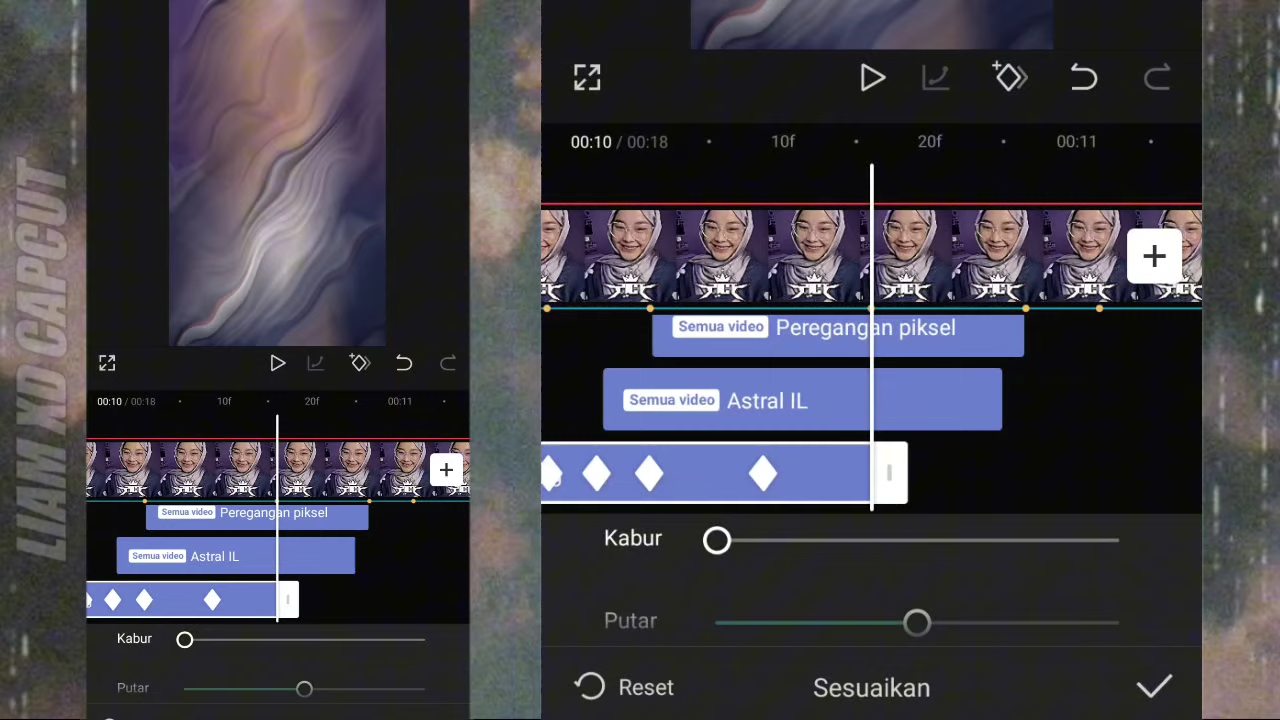 LIAM XD CAPCUT
00:10 / 00:18
10f
20f
00:11
Semua video Peregangan piksel
Semua video Astral IL
Kabur
Putar
00:10 / 00:18
10f
20f
00:11
Semua video Peregangan piksel
Semua video Astral IL
Kabur
Putar
Reset
Sesuaikan